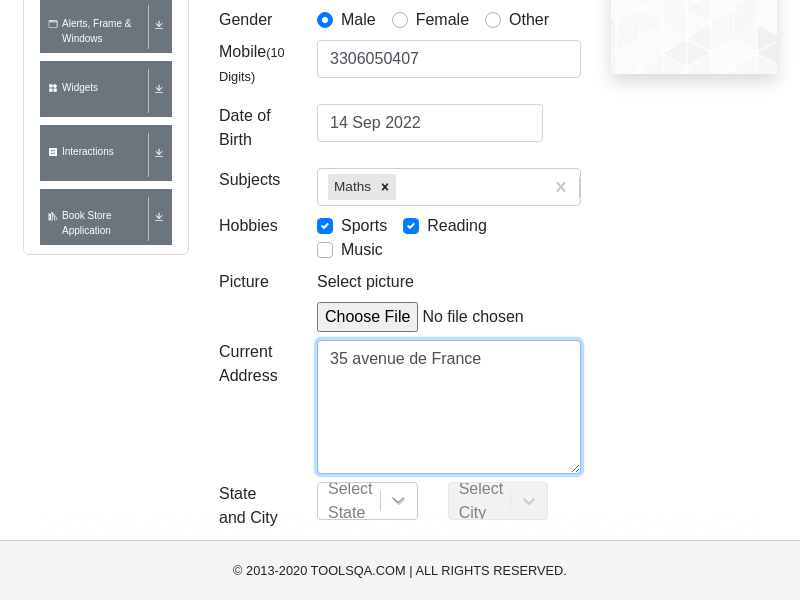 Alerts, Frame &
Windows
Widgets
Interactions
Book Store
Application
Gender
Male
Female
Other
Mobile(10
Digits)
3306050407
Date of
Birth
14 Sep 2022
Subjects
Maths
Hobbies
Sports
Reading
Music
Picture
Select picture
Choose File
No file chosen
Current
Address
35 avenue de France
State
and City
Select
State
Select
City
© 2013-2020 TOOLSQA.COM | ALL RIGHTS RESERVED.